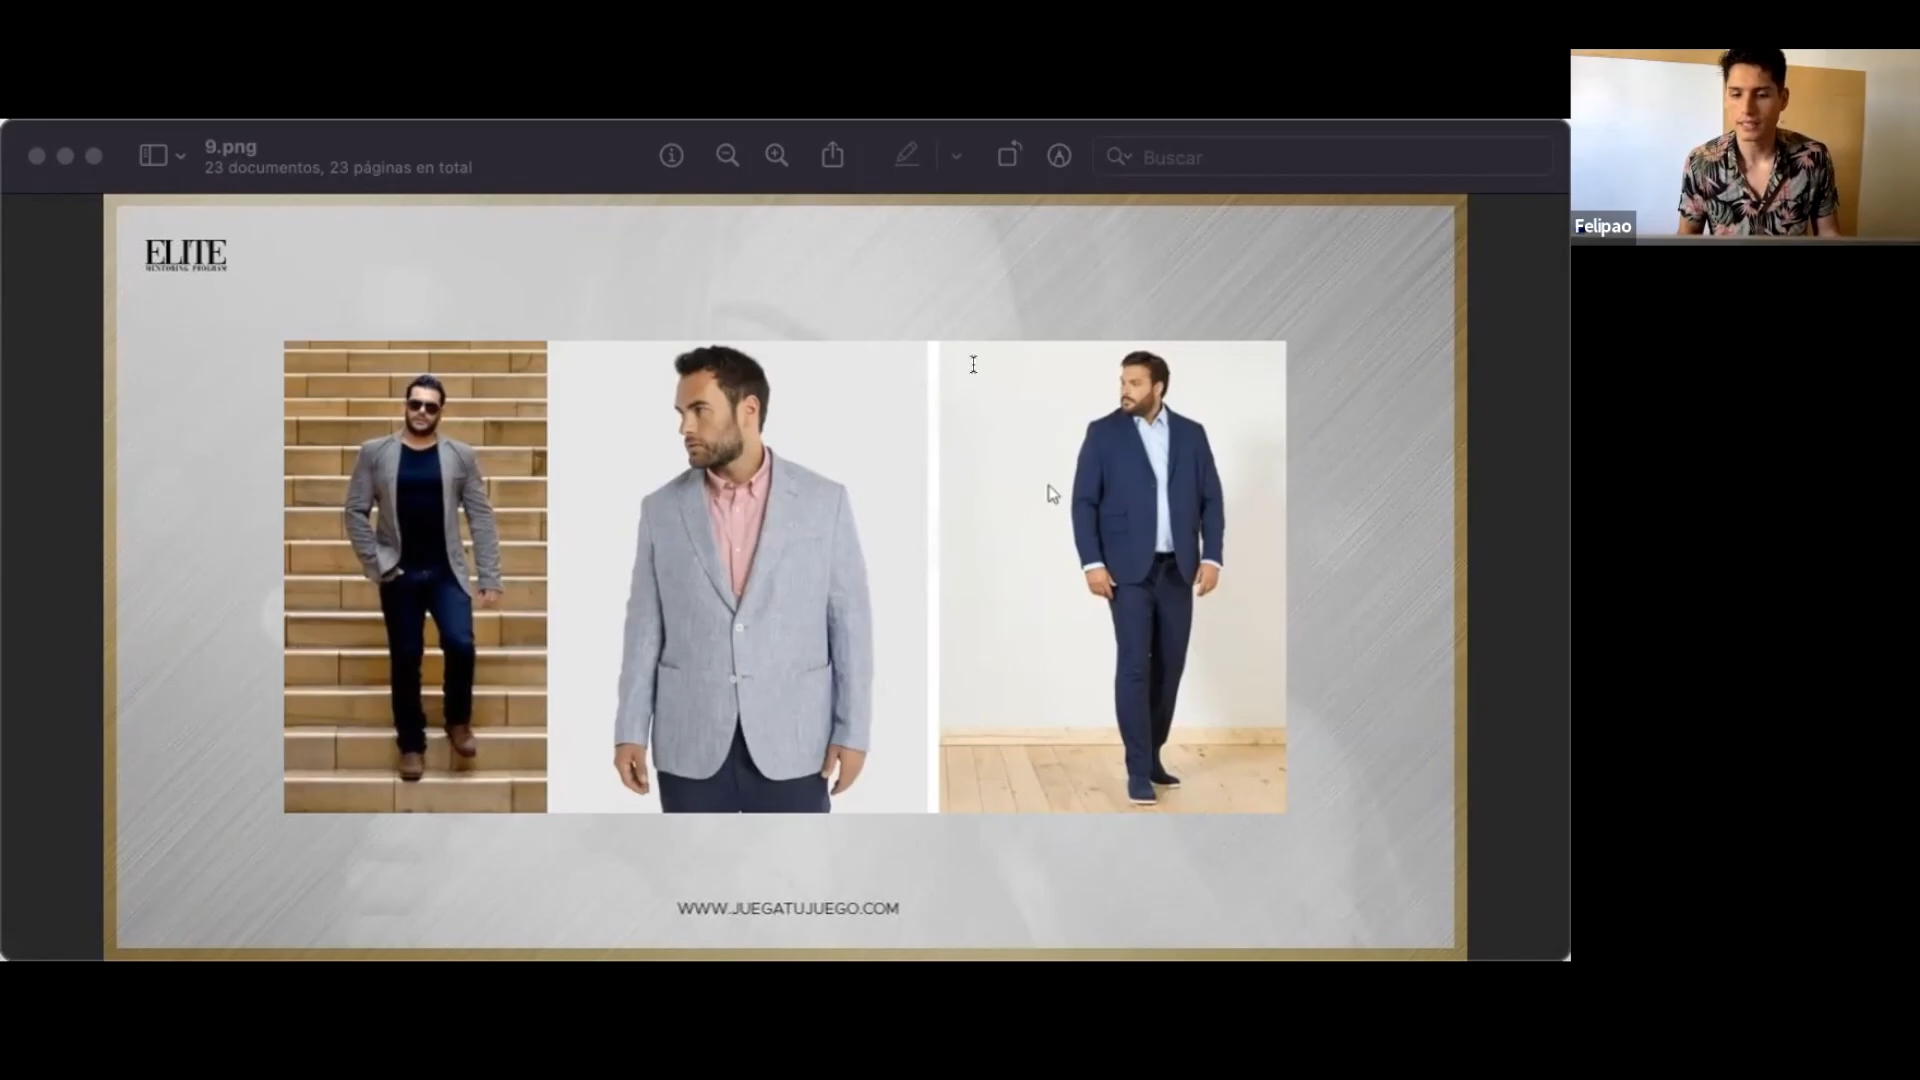 9.png
23 documentos, 23 páginas en total
Buscar
Felipao
ELITE
MENTORING PROGRAM
WWW.JUEGATUJUEGO.COM